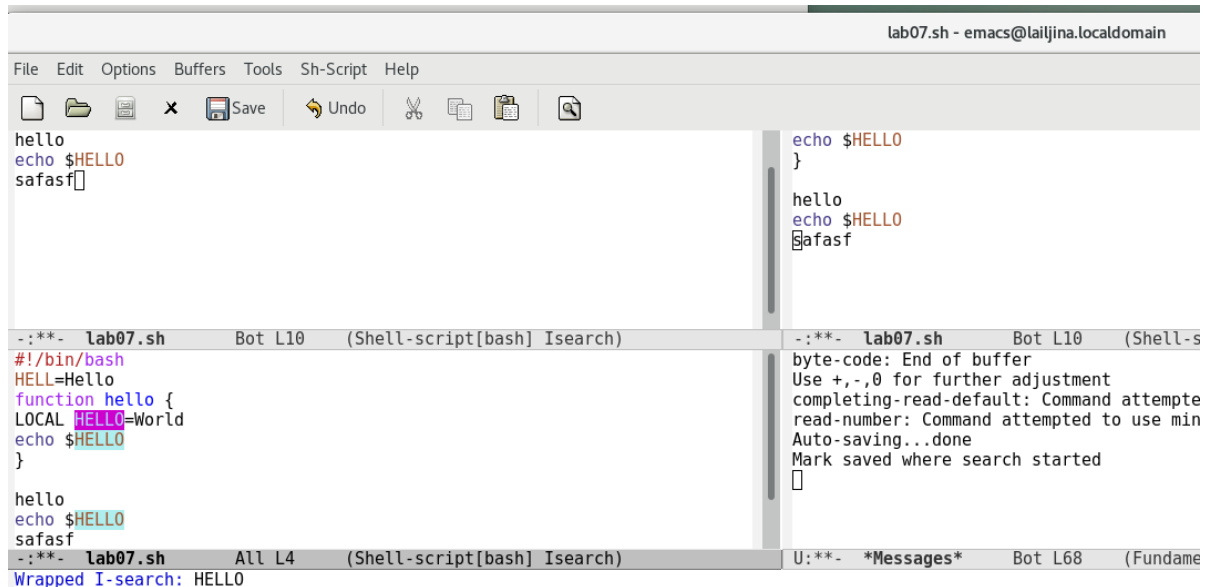 lab07.sh - emacs@lailjina.localdomain
File Edit Options Buffers Tools Sh-Script Help
Save Undo
hello
echo $HELLO
safasf
-:**- lab07.sh Bot L10 (Shell-script[bash] Isearch)
echo $HELLO
}
hello
echo $HELLO
safasf
-:**- lab07.sh Bot L10 (Shell-s
#!/bin/bash
HELL=Hello
function hello {
LOCAL HELLO=World
echo $HELLO
}
hello
echo $HELLO
safasf
-:**- lab07.sh All L4 (Shell-script[bash] Isearch)
byte-code: End of buffer
Use +,-,0 for further adjustment
completing-read-default: Command attempte
read-number: Command attempted to use min
Auto-saving...done
Mark saved where search started
U:**- *Messages* Bot L68 (Fundame
Wrapped I-search: HELLO